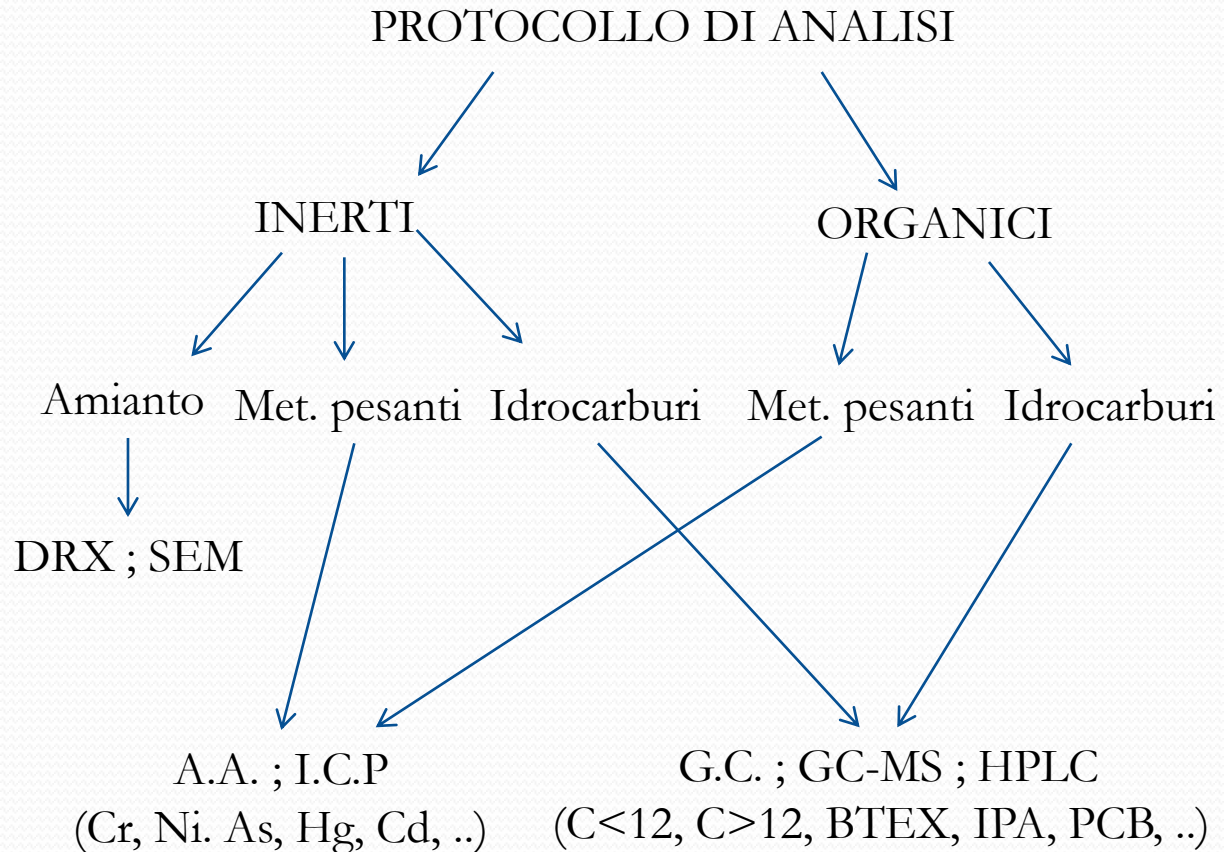 PROTOCOLLO DI ANALISI
INERTI
ORGANICI
Amianto
Met. pesanti
Idrocarburi
Met. pesanti
Idrocarburi
DRX ; SEM
A.A. ; I.C.P
(Cr, Ni. As, Hg, Cd, ..)
G.C. ; GC-MS ; HPLC
(C<12, C>12, BTEX, IPA, PCB, ..)